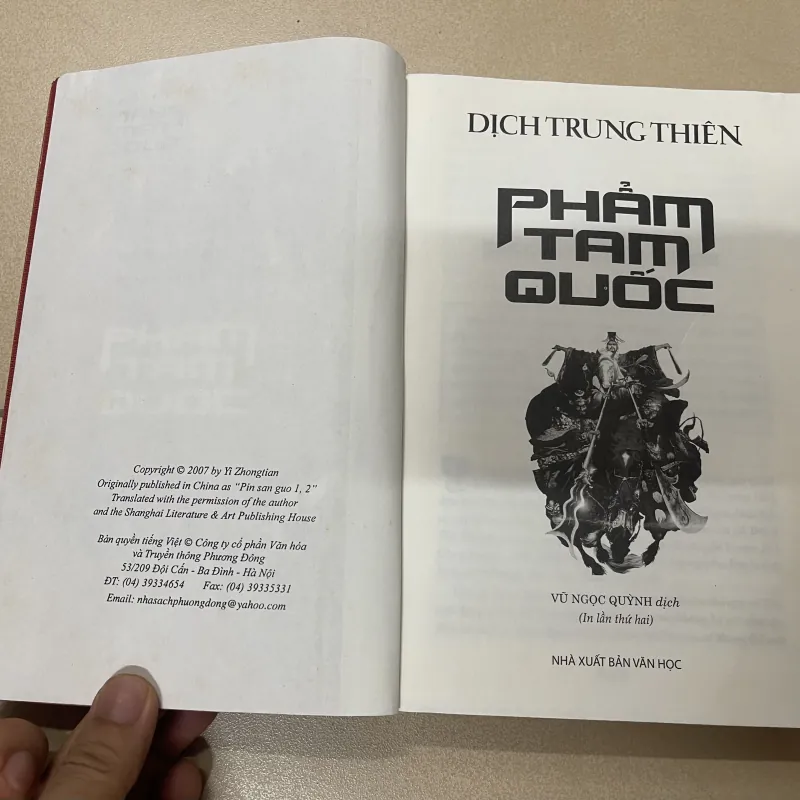 Copyright © 2007 by Yi Zhongtian
Originally published in China as "Pin san guo 1, 2"
Translated with the permission of the author
and the Shanghai Literature & Art Publishing House
Bản quyền tiếng Việt © Công ty cổ phần Văn hóa
và Truyền thông Phương Đông
53/209 Đội Cấn - Ba Đình - Hà Nội
ĐT: (04) 39334654 Fax: (04) 39335331
Email: nhasachphuongdong@yahoo.com
DỊCH TRUNG THIÊN
PHẨM
TAM
QUỐC
VŨ NGỌC QUỲNH dịch
(In lần thứ hai)
NHÀ XUẤT BẢN VĂN HỌC